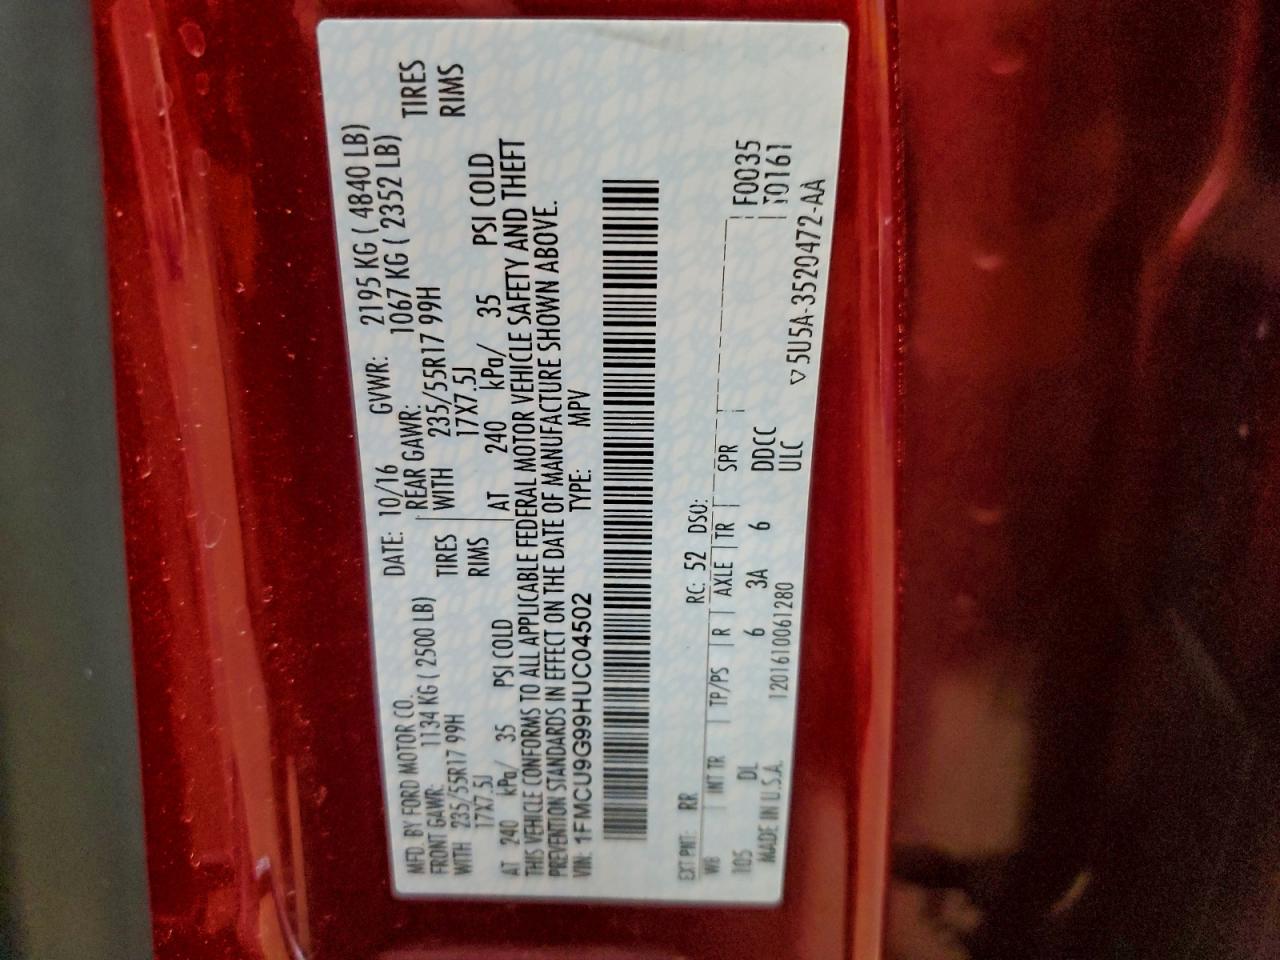 MFD. BY FORD MOTOR CO. DATE: 10/16 GVWR: 2195 KG ( 4840 LB)
FRONT GAWR: 1134 KG ( 2500 LB) REAR GAWR: 1067 KG ( 2352 LB)
WITH 235/55R17 99H TIRES WITH 235/55R17 99H TIRES
17X7.5J RIMS 17X7.5J RIMS
AT 240 kPa/ 35 PSI COLD AT 240 kPa/ 35 PSI COLD
THIS VEHICLE CONFORMS TO ALL APPLICABLE FEDERAL MOTOR VEHICLE SAFETY AND THEFT
PREVENTION STANDARDS IN EFFECT ON THE DATE OF MANUFACTURE SHOWN ABOVE.
VIN: 1FMCU9G99HUC04502 TYPE: MPV
EXT PNT: RR RC: 52 DSO:
WB INT TR TP/PS R AXLE TR SPR F0035
105 DL 6 3A 6 DDCC T0161
MADE IN U.S.A. 1201610061280 ULC
▽5U5A-3520472-AA